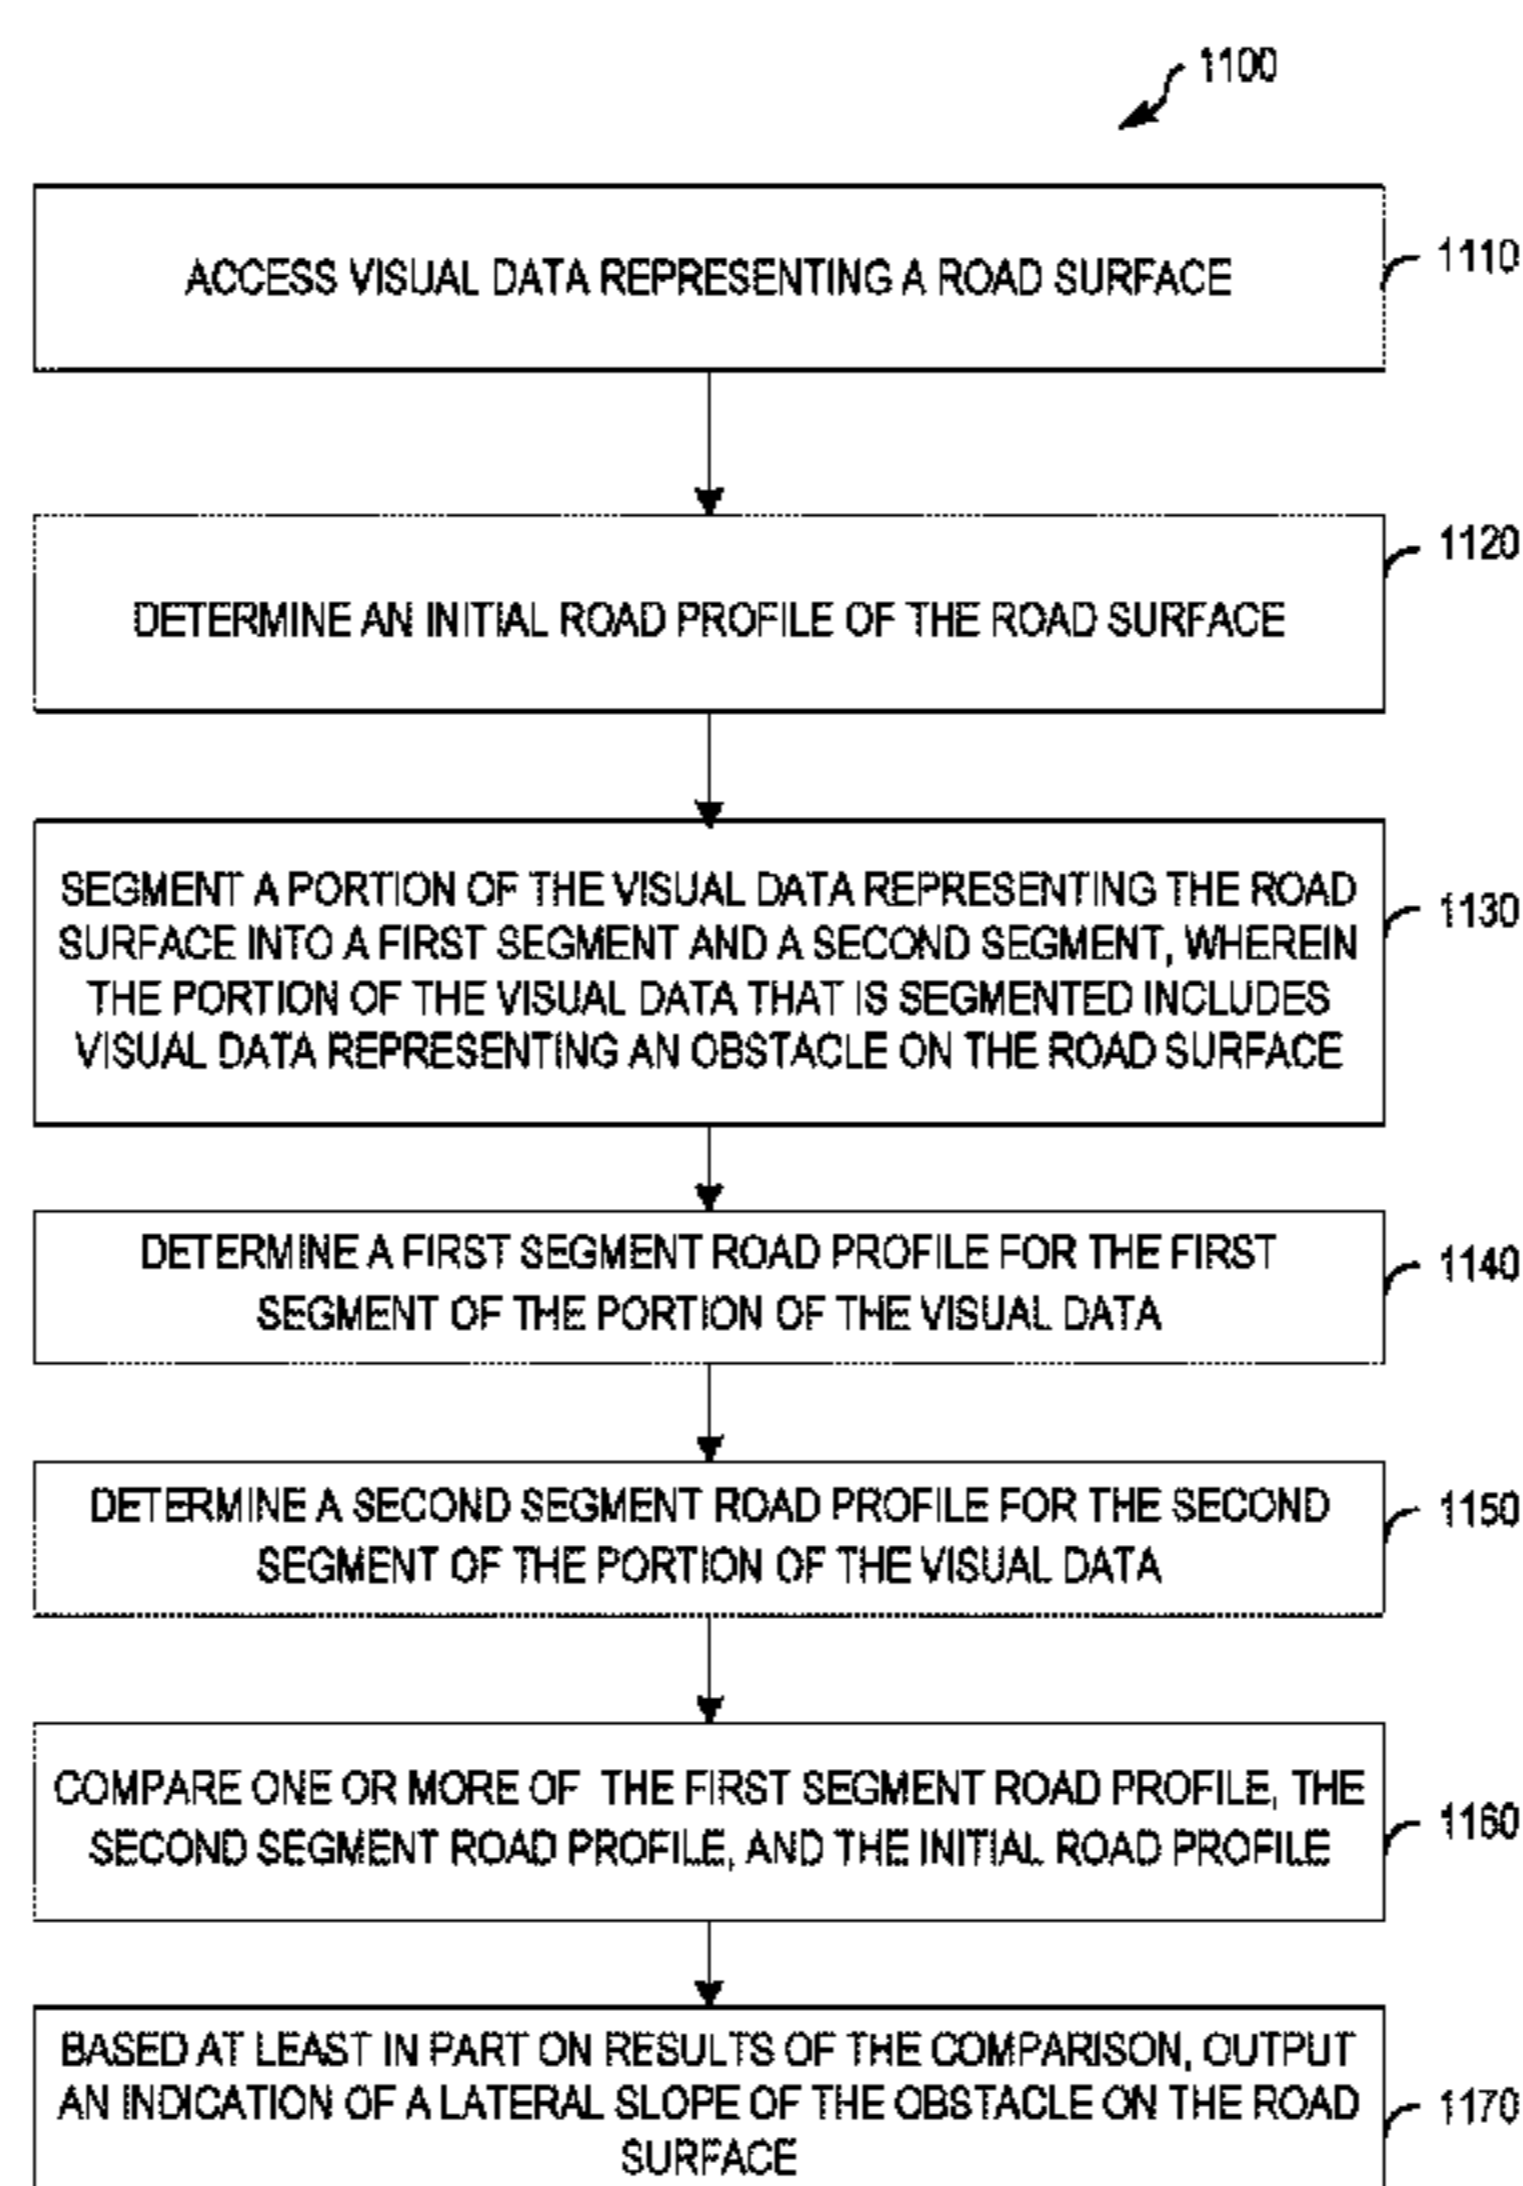 1100
ACCESS VISUAL DATA REPRESENTING A ROAD SURFACE
1110
DETERMINE AN INITIAL ROAD PROFILE OF THE ROAD SURFACE
1120
SEGMENT A PORTION OF THE VISUAL DATA REPRESENTING THE ROAD
SURFACE INTO A FIRST SEGMENT AND A SECOND SEGMENT, WHEREIN
THE PORTION OF THE VISUAL DATA THAT IS SEGMENTED INCLUDES
VISUAL DATA REPRESENTING AN OBSTACLE ON THE ROAD SURFACE
1130
DETERMINE A FIRST SEGMENT ROAD PROFILE FOR THE FIRST
SEGMENT OF THE PORTION OF THE VISUAL DATA
1140
DETERMINE A SECOND SEGMENT ROAD PROFILE FOR THE SECOND
SEGMENT OF THE PORTION OF THE VISUAL DATA
1150
COMPARE ONE OR MORE OF THE FIRST SEGMENT ROAD PROFILE, THE
SECOND SEGMENT ROAD PROFILE, AND THE INITIAL ROAD PROFILE
1160
BASED AT LEAST IN PART ON RESULTS OF THE COMPARISON, OUTPUT
AN INDICATION OF A LATERAL SLOPE OF THE OBSTACLE ON THE ROAD
SURFACE
1170